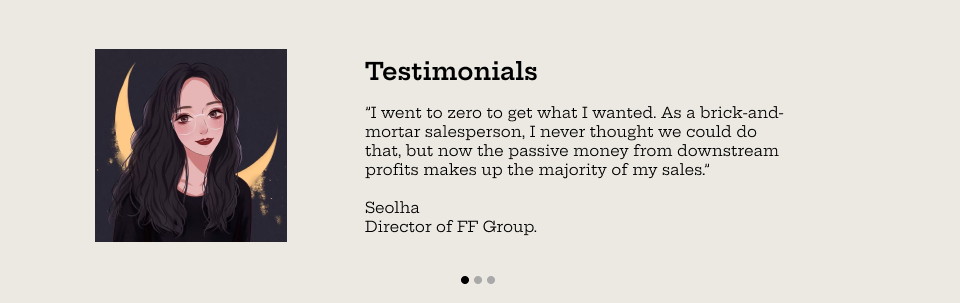 Testimonials
“I went to zero to get what I wanted. As a brick-and-
mortar salesperson, I never thought we could do
that, but now the passive money from downstream
profits makes up the majority of my sales.”
Seolha
Director of FF Group.